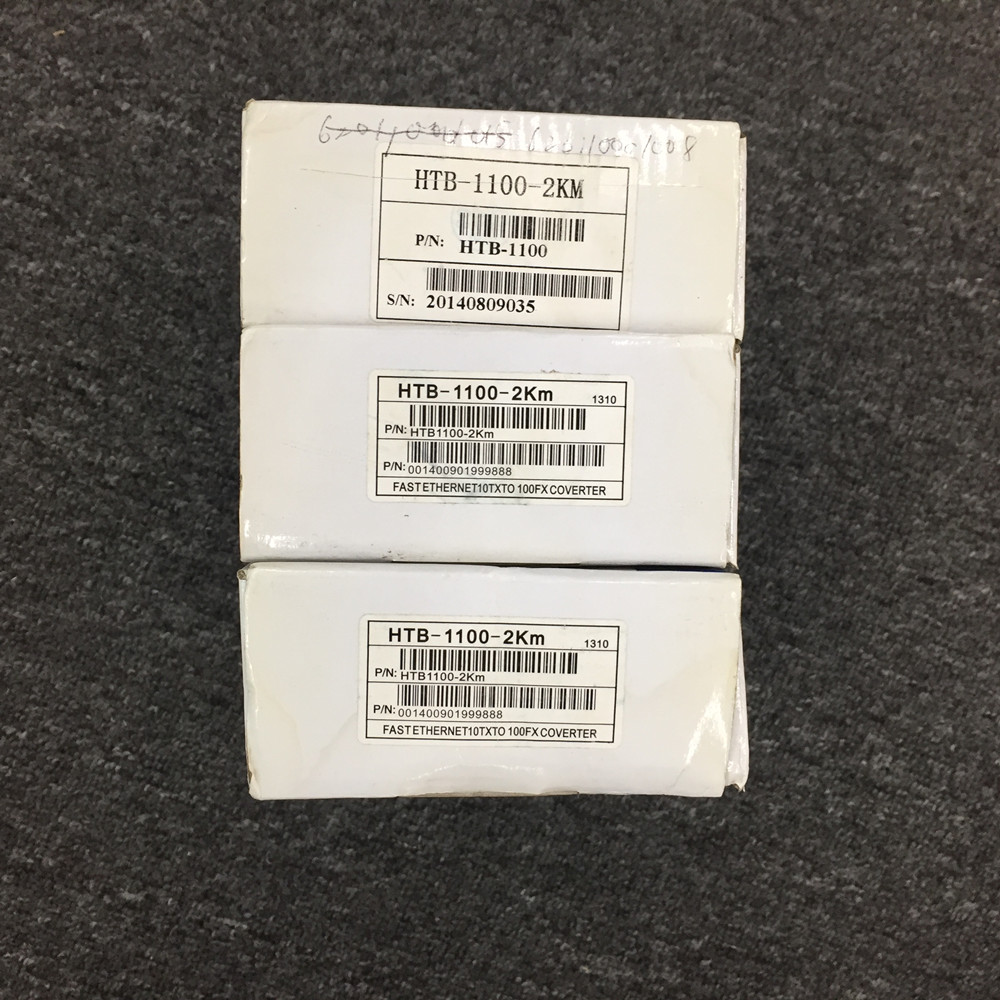 HTB-1100-2KM
P/N: HTB-1100
S/N: 20140809035
HTB-1100-2Km 1310
P/N: HTB1100-2Km
P/N: 001400901999888
FAST ETHERNET10TXTO 100FX COVERTER
HTB-1100-2Km 1310
P/N: HTB1100-2Km
P/N: 001400901999888
FAST ETHERNET10TXTO 100FX COVERTER